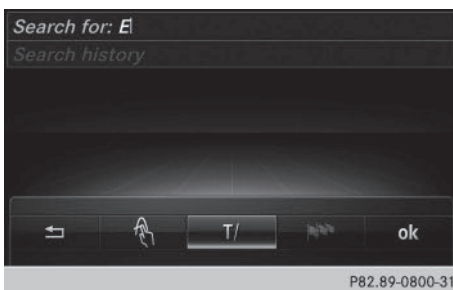 Search for: E
Search history
T/
ok
P82.89-0800-31